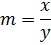 m = x/y